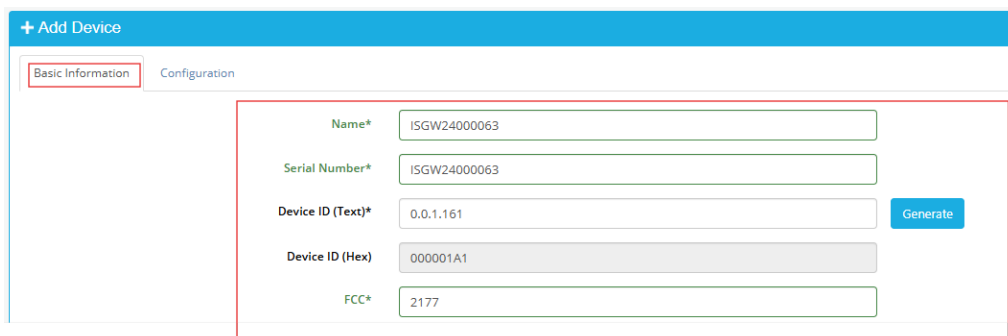 + Add Device
Basic Information Configuration
Name* ISGW24000063
Serial Number* ISGW24000063
Device ID (Text)* 0.0.1.161 Generate
Device ID (Hex) 000001A1
FCC* 2177